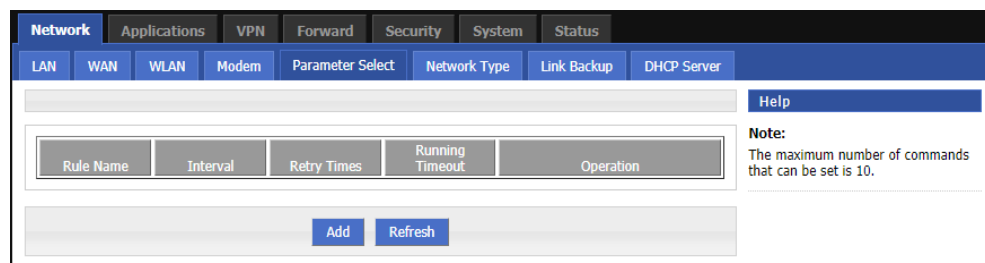 Network Applications VPN Forward Security System Status
LAN WAN WLAN Modem Parameter Select Network Type Link Backup DHCP Server
Help
Note:
The maximum number of commands
that can be set is 10.
Rule Name Interval Retry Times Running Timeout Operation
Add Refresh